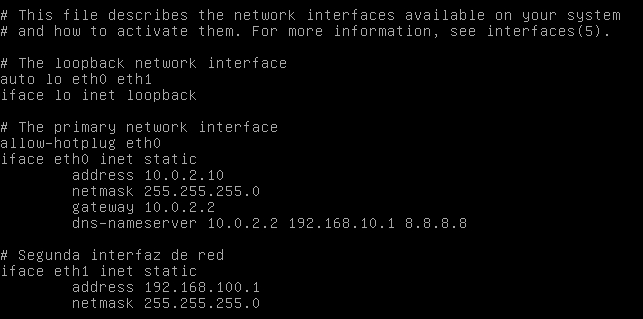 # This file describes the network interfaces available on your system
# and how to activate them. For more information, see interfaces(5).
# The loopback network interface
auto lo eth0 eth1
iface lo inet loopback
# The primary network interface
allow-hotplug eth0
iface eth0 inet static
address 10.0.2.10
netmask 255.255.255.0
gateway 10.0.2.2
dns-nameserver 10.0.2.2 192.168.10.1 8.8.8.8
# Segunda interfaz de red
iface eth1 inet static
address 192.168.100.1
netmask 255.255.255.0